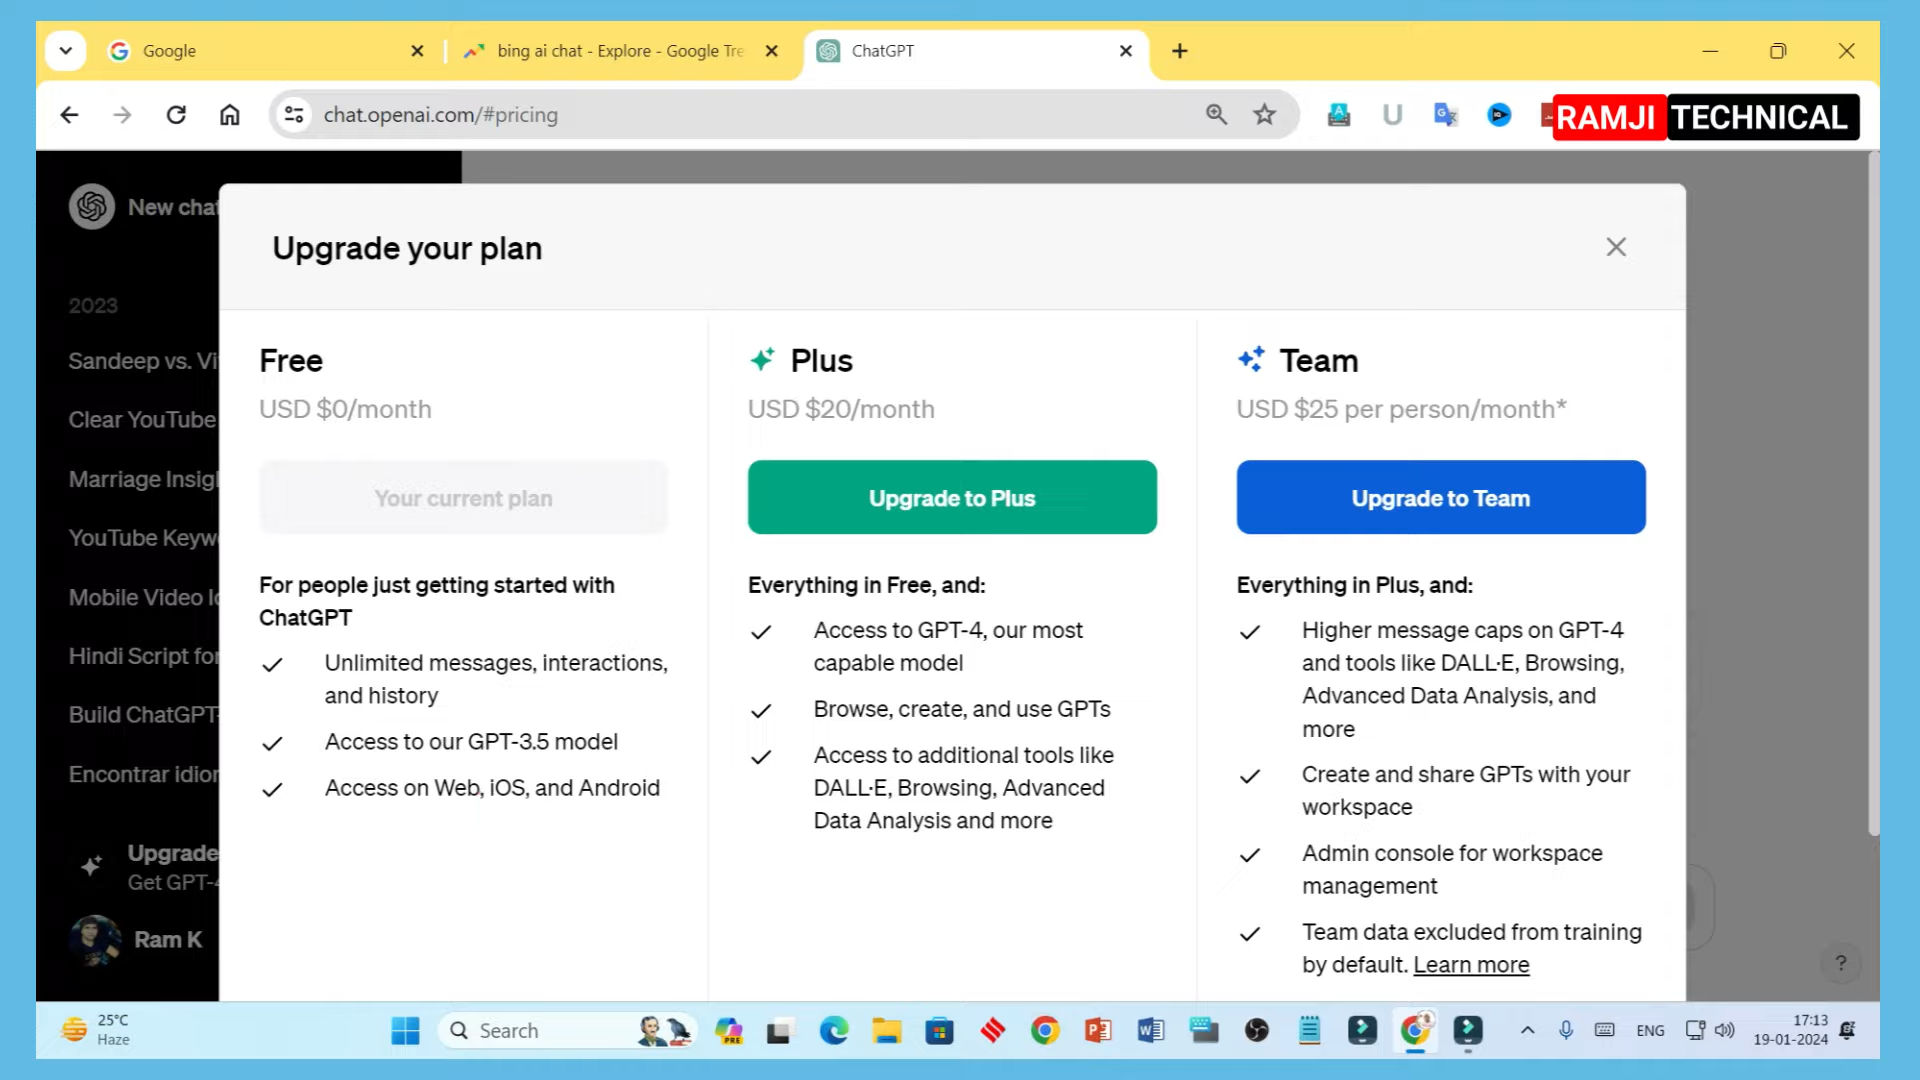 Google
bing ai chat - Explore - Google Tre
ChatGPT
chat.openai.com/#pricing
RAMJI TECHNICAL
New chat
Upgrade your plan
2023
Sandeep vs. Vi
Clear YouTube
Marriage Insigh
YouTube Keyw
Mobile Video Ic
Hindi Script for
Build ChatGPT-
Encontrar idior
Upgrade
Get GPT-4
Ram K
Free
USD $0/month
Your current plan
For people just getting started with
ChatGPT
Unlimited messages, interactions,
and history
Access to our GPT-3.5 model
Access on Web, iOS, and Android
Plus
USD $20/month
Upgrade to Plus
Everything in Free, and:
Access to GPT-4, our most
capable model
Browse, create, and use GPTs
Access to additional tools like
DALL·E, Browsing, Advanced
Data Analysis and more
Team
USD $25 per person/month*
Upgrade to Team
Everything in Plus, and:
Higher message caps on GPT-4
and tools like DALL·E, Browsing,
Advanced Data Analysis, and
more
Create and share GPTs with your
workspace
Admin console for workspace
management
Team data excluded from training
by default. Learn more
?
25°C
Haze
Search
PRE
ENG
17:13
19-01-2024